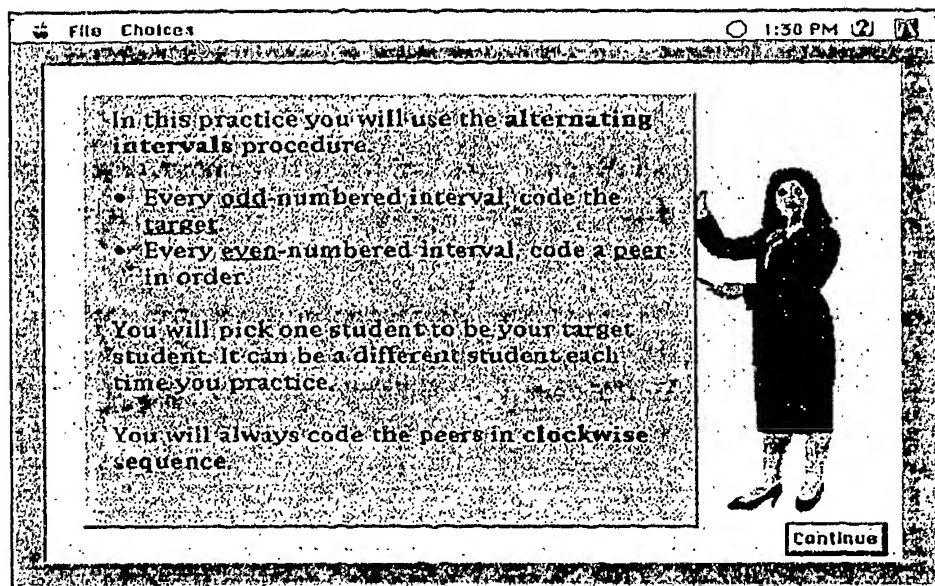 File Choices 1:30 PM
In this practice you will use the alternating
intervals procedure.
• Every odd-numbered interval, code the
target
• Every even-numbered interval, code a peer
in order.
You will pick one student to be your target
student. It can be a different student each
time you practice.
You will always code the peers in clockwise
sequence.
Continue